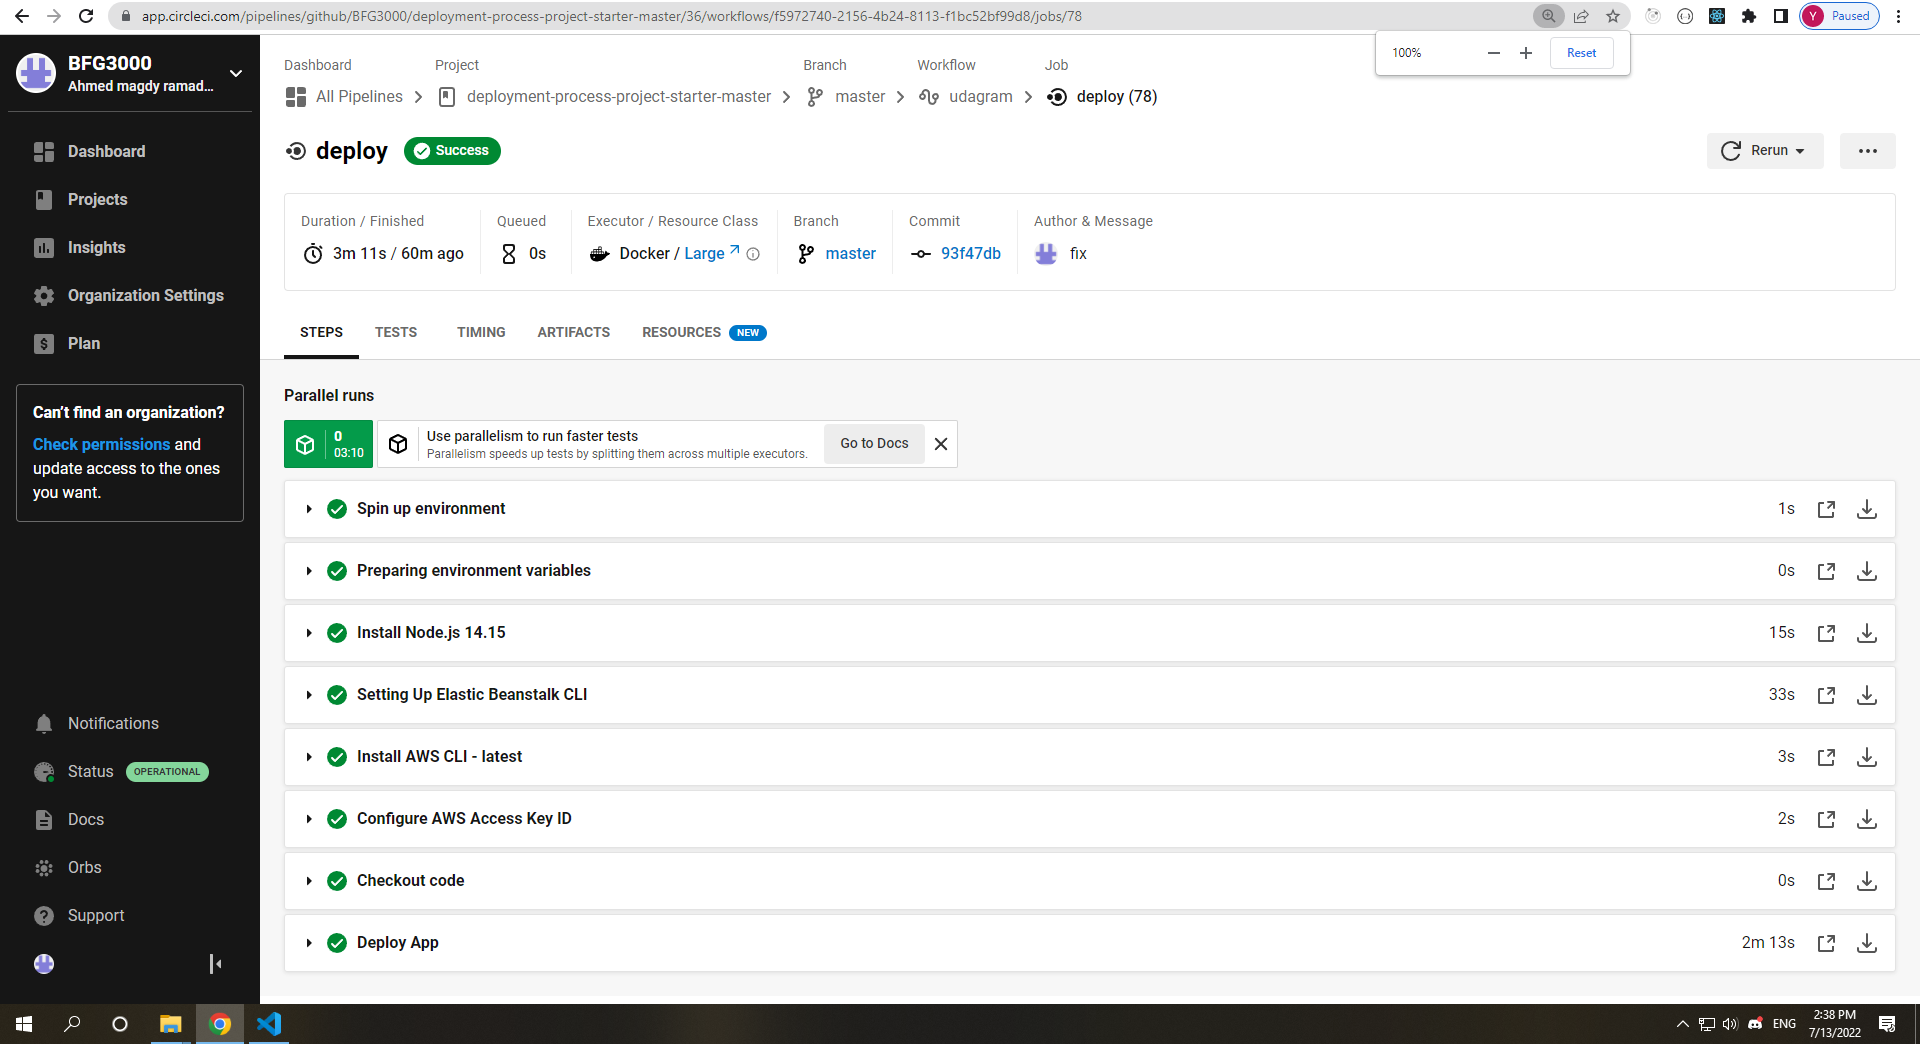 app.circleci.com/pipelines/github/BFG3000/deployment-process-project-starter-master/36/workflows/f5972740-2156-4b24-8113-f1bc52bf99d8/jobs/78
Y Paused
100%
Reset
BFG3000
Ahmed magdy ramad...
Dashboard
Projects
Insights
Organization Settings
Plan
Can't find an organization?
Check permissions and
update access to the ones
you want.
Notifications
Status OPERATIONAL
Docs
Orbs
Support
Dashboard Project Branch Workflow Job
All Pipelines deployment-process-project-starter-master master udagram deploy (78)
deploy Success
Rerun
Duration / Finished Queued Executor / Resource Class Branch Commit Author & Message
3m 11s / 60m ago 0s Docker / Large master 93f47db fix
STEPS TESTS TIMING ARTIFACTS RESOURCES NEW
Parallel runs
0
03:10
Use parallelism to run faster tests
Parallelism speeds up tests by splitting them across multiple executors.
Go to Docs
Spin up environment 1s
Preparing environment variables 0s
Install Node.js 14.15 15s
Setting Up Elastic Beanstalk CLI 33s
Install AWS CLI - latest 3s
Configure AWS Access Key ID 2s
Checkout code 0s
Deploy App 2m 13s
ENG
2:38 PM
7/13/2022